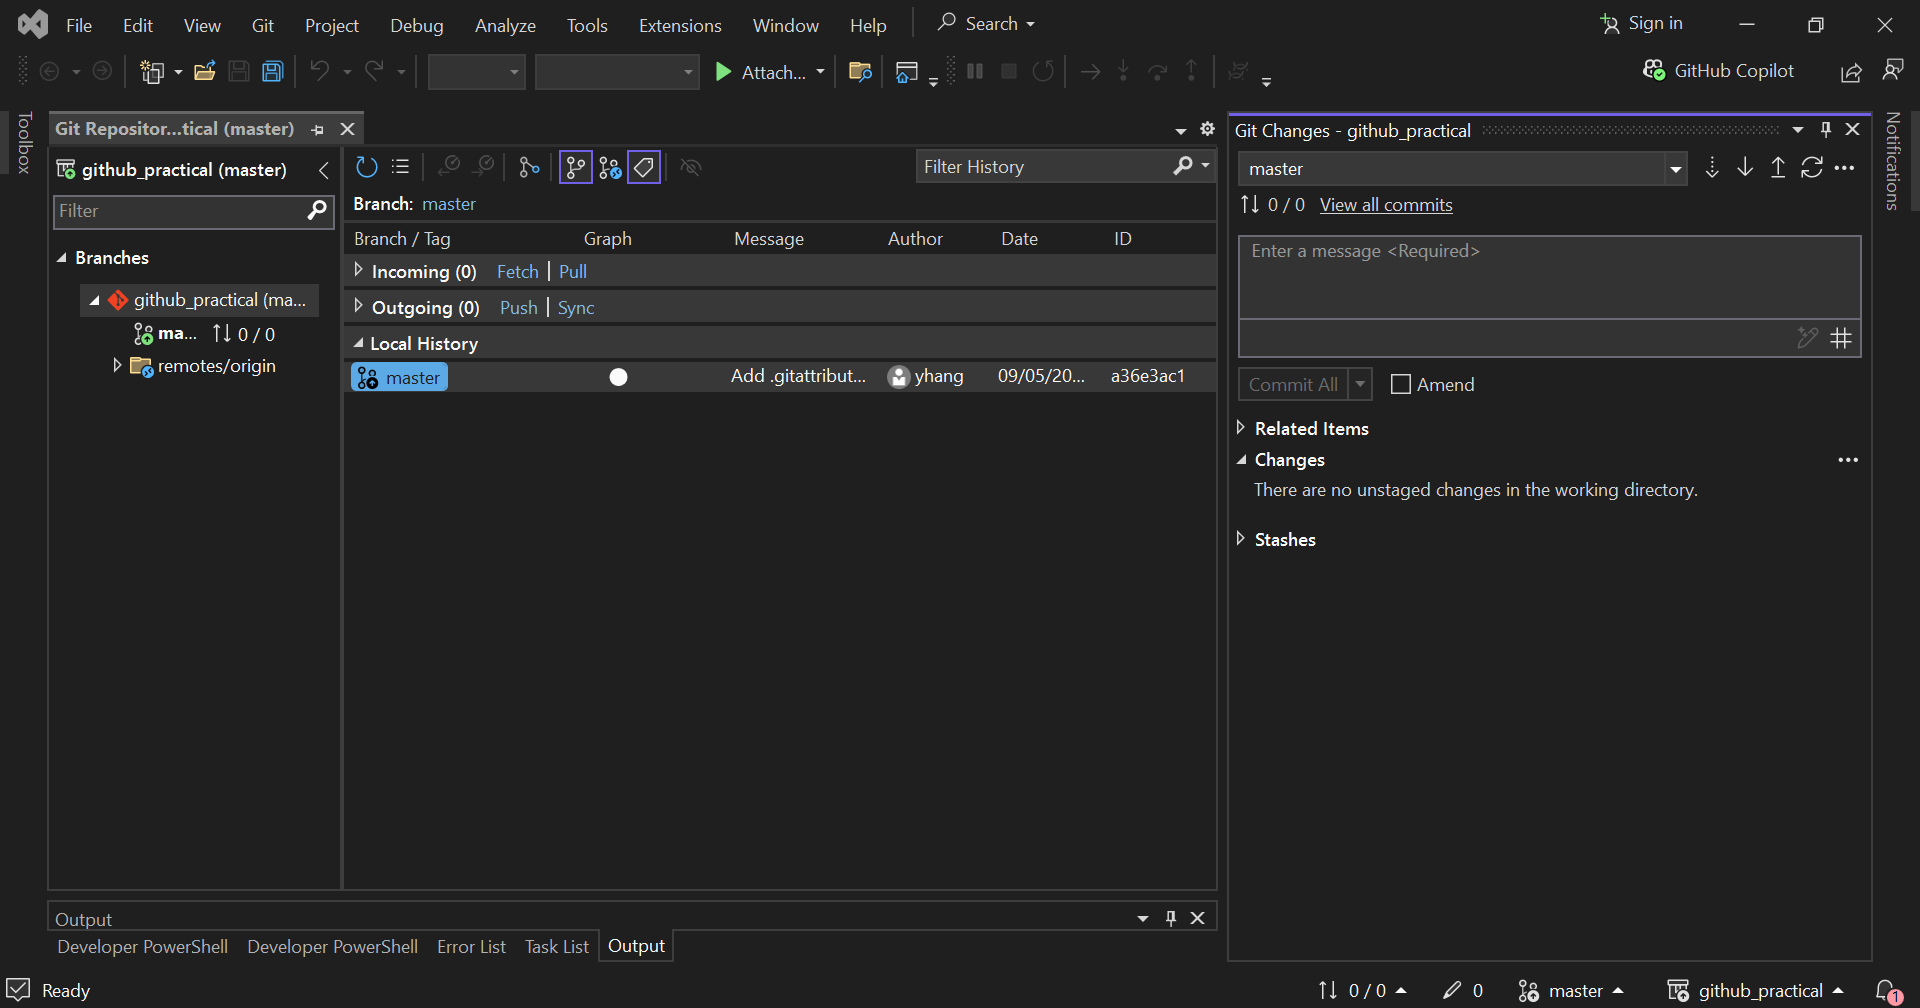 File Edit View Git Project Debug Analyze Tools Extensions Window Help Search Sign in
Attach... GitHub Copilot
Toolbox
Git Repositor...tical (master)
github_practical (master)
Filter
Branches
github_practical (ma...
ma... 0 / 0
remotes/origin
Filter History
Branch: master
Branch / Tag Graph Message Author Date ID
Incoming (0) Fetch | Pull
Outgoing (0) Push | Sync
Local History
master Add .gitattribut... yhang 09/05/20... a36e3ac1
Git Changes - github_practical
master
0 / 0 View all commits
Enter a message <Required>
Commit All Amend
Related Items
Changes
There are no unstaged changes in the working directory.
Stashes
Notifications
Output
Developer PowerShell Developer PowerShell Error List Task List Output
Ready 0 / 0 0 master github_practical 1